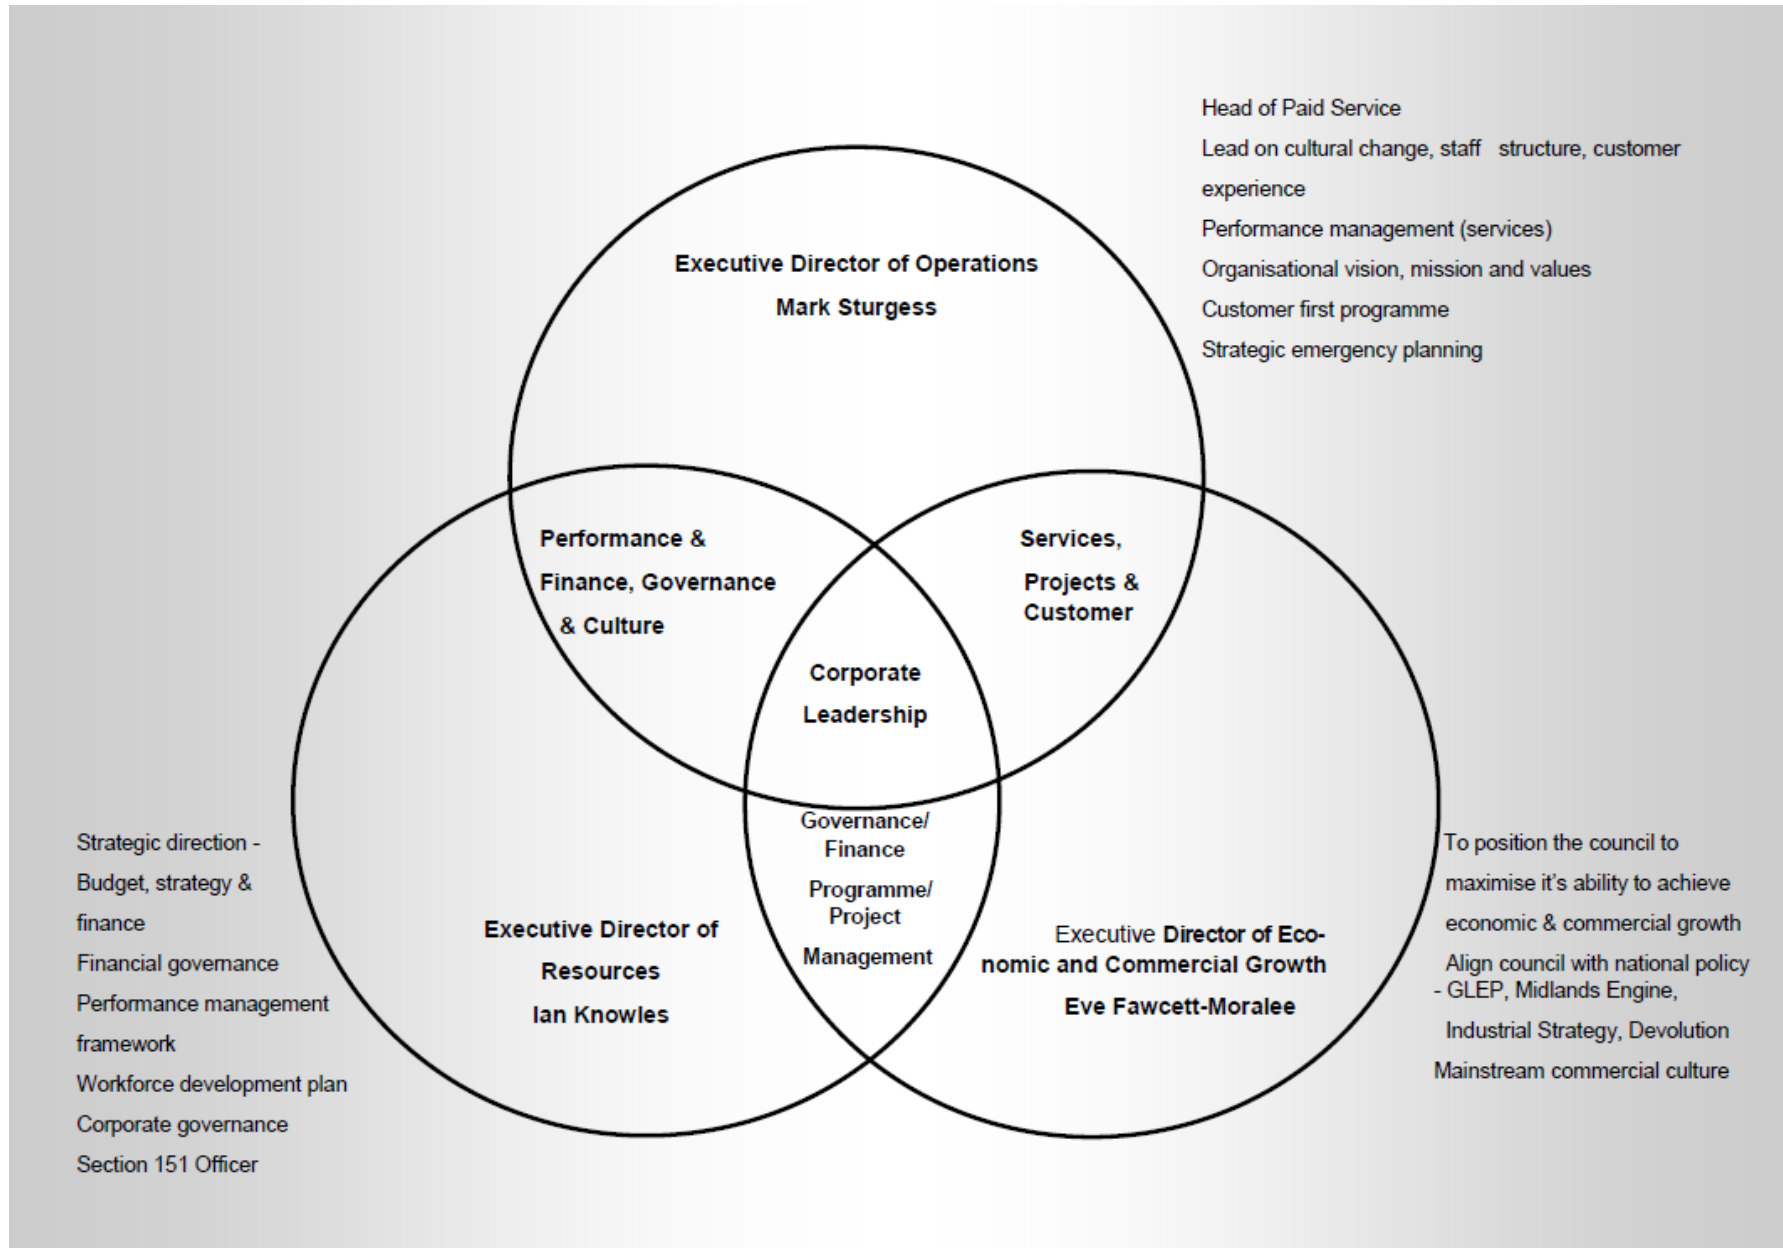 Head of Paid Service
Lead on cultural change, staff structure, customer
experience
Performance management (services)
Organisational vision, mission and values
Customer first programme
Strategic emergency planning
Executive Director of Operations
Mark Sturgess
Performance &
Finance, Governance
& Culture
Services,
Projects &
Customer
Corporate
Leadership
Governance/
Finance
Programme/
Project
Management
Strategic direction -
Budget, strategy &
finance
Financial governance
Performance management
framework
Workforce development plan
Corporate governance
Section 151 Officer
Executive Director of
Resources
Ian Knowles
Executive Director of Eco-
nomic and Commercial Growth
Eve Fawcett-Moralee
To position the council to
maximise it's ability to achieve
economic & commercial growth
Align council with national policy
- GLEP, Midlands Engine,
Industrial Strategy, Devolution
Mainstream commercial culture